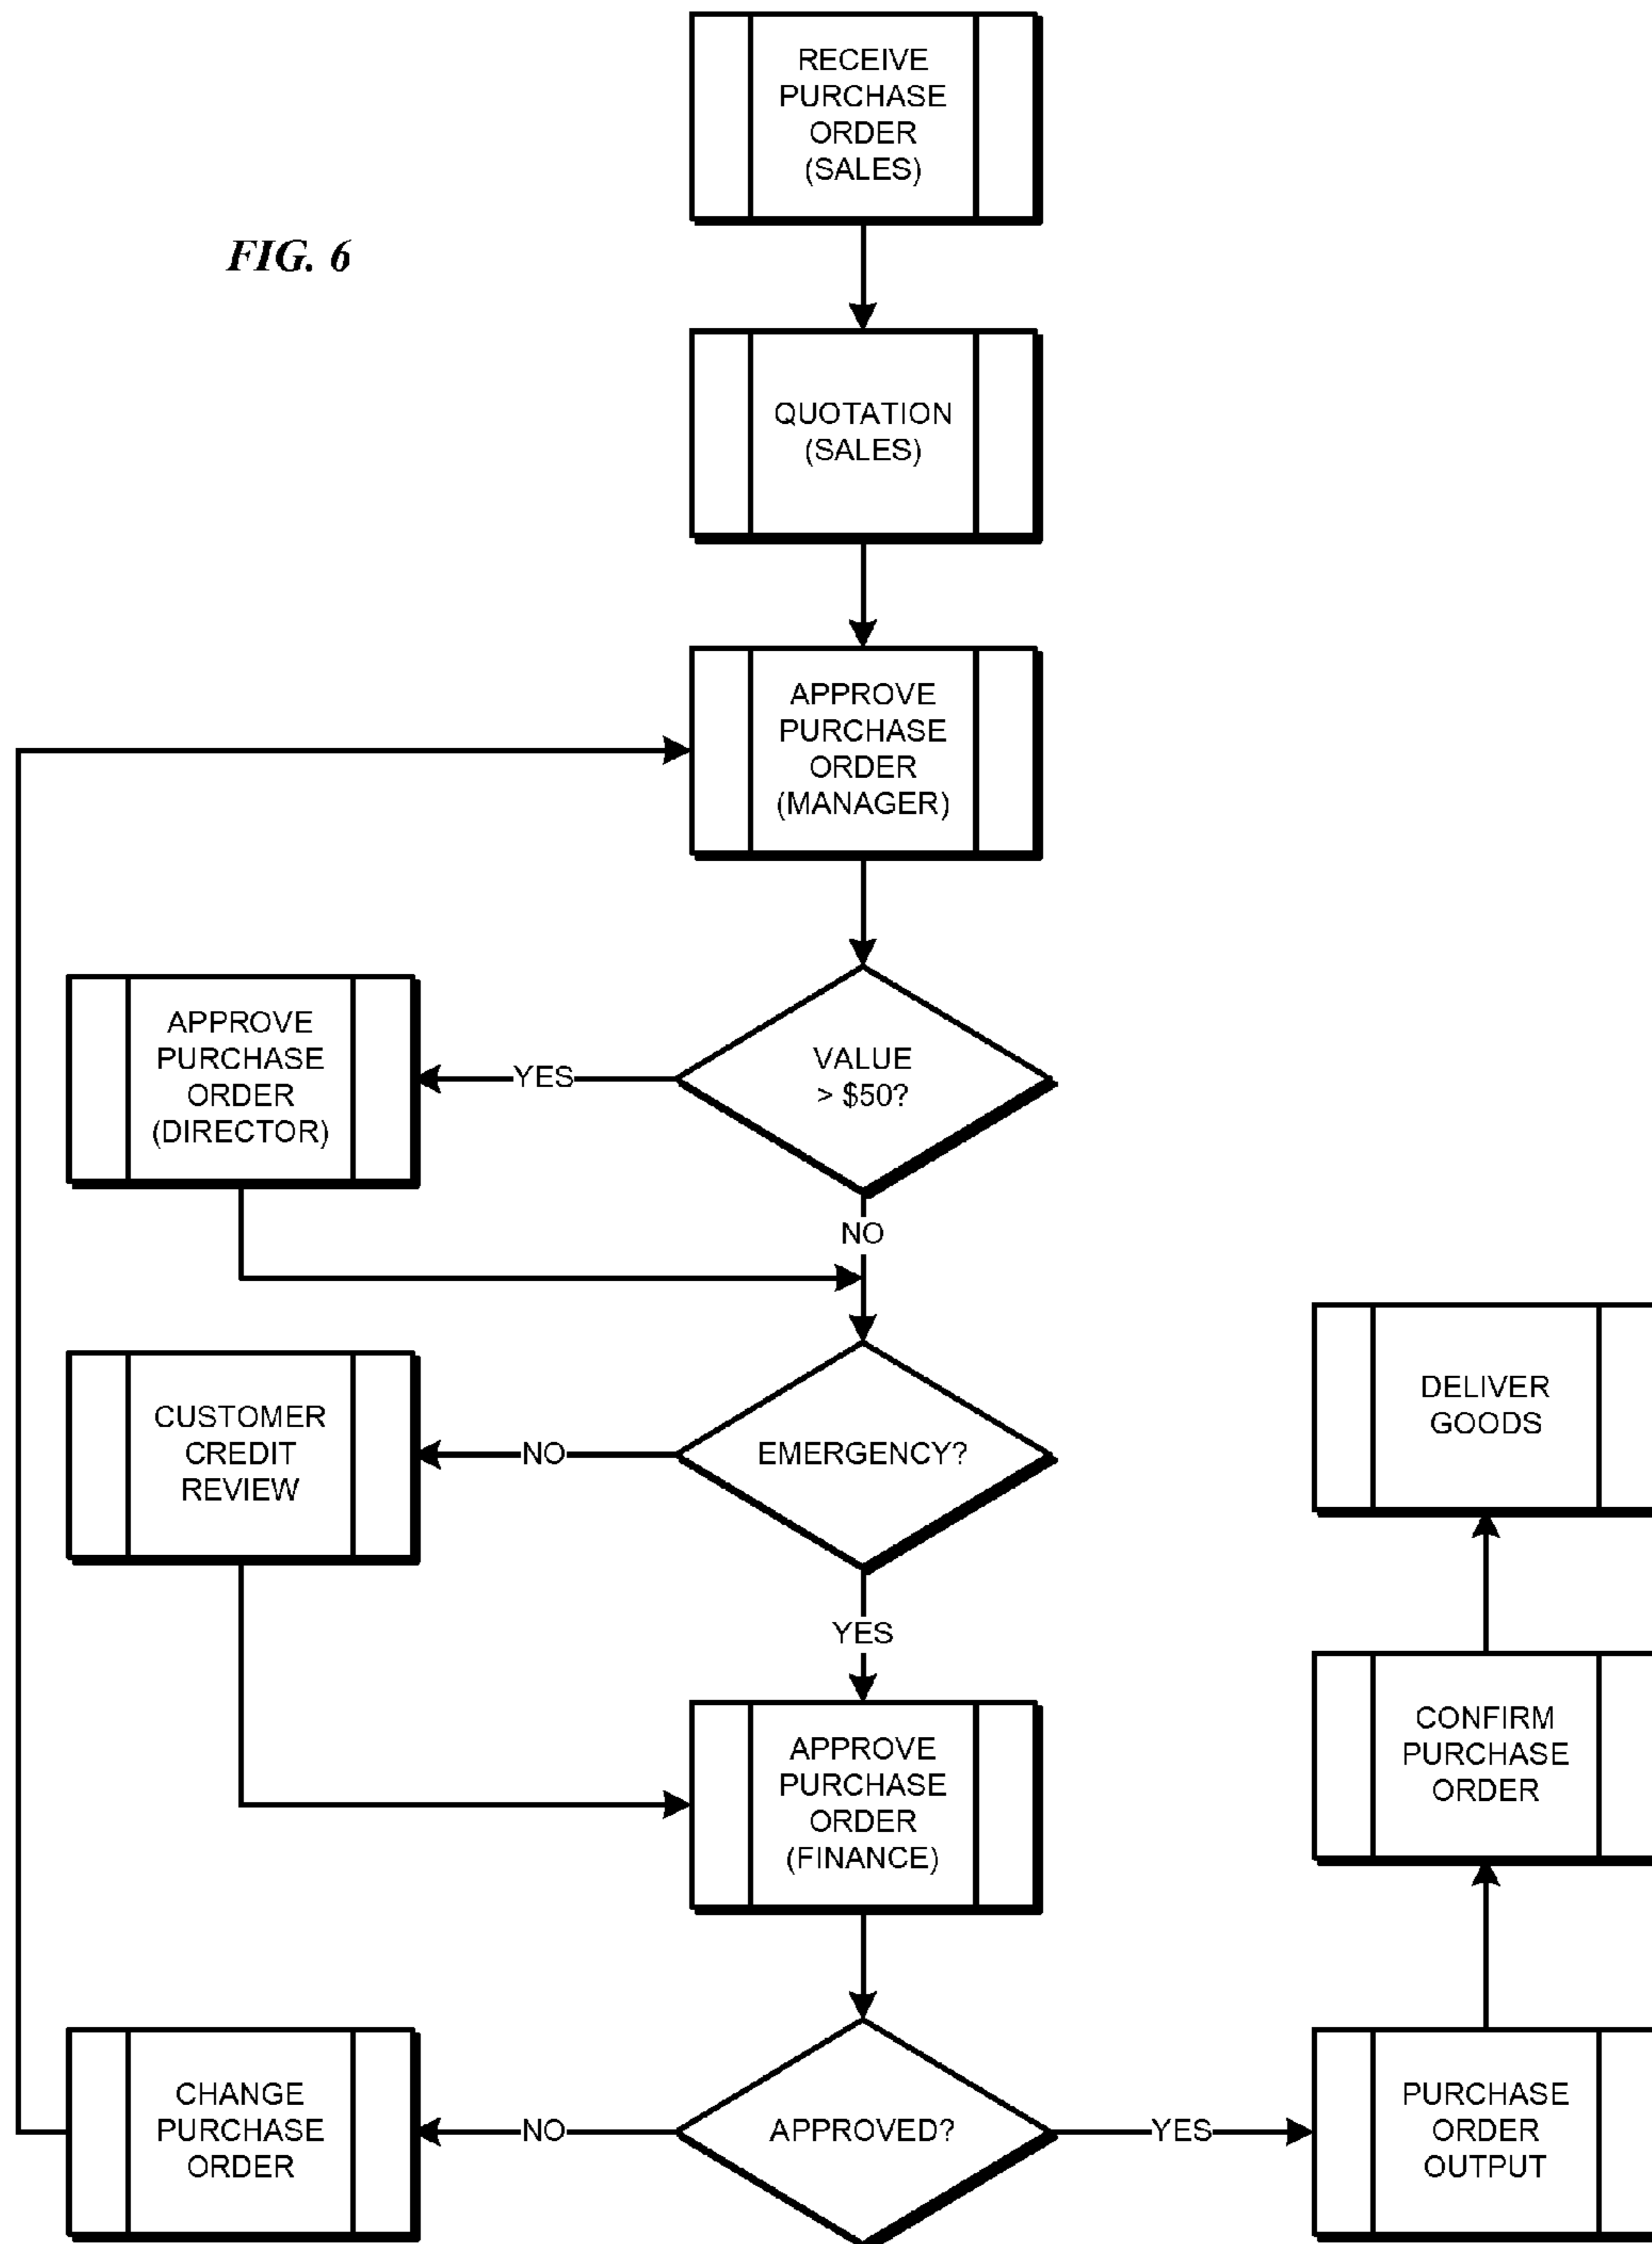 RECEIVE
PURCHASE
ORDER
(SALES)
FIG. 6
QUOTATION
(SALES)
APPROVE
PURCHASE
ORDER
(MANAGER)
APPROVE
PURCHASE
ORDER
(DIRECTOR)
YES
VALUE
> $50?
NO
CUSTOMER
CREDIT
REVIEW
NO
EMERGENCY?
DELIVER
GOODS
YES
APPROVE
PURCHASE
ORDER
(FINANCE)
CONFIRM
PURCHASE
ORDER
CHANGE
PURCHASE
ORDER
NO
APPROVED?
YES
PURCHASE
ORDER
OUTPUT